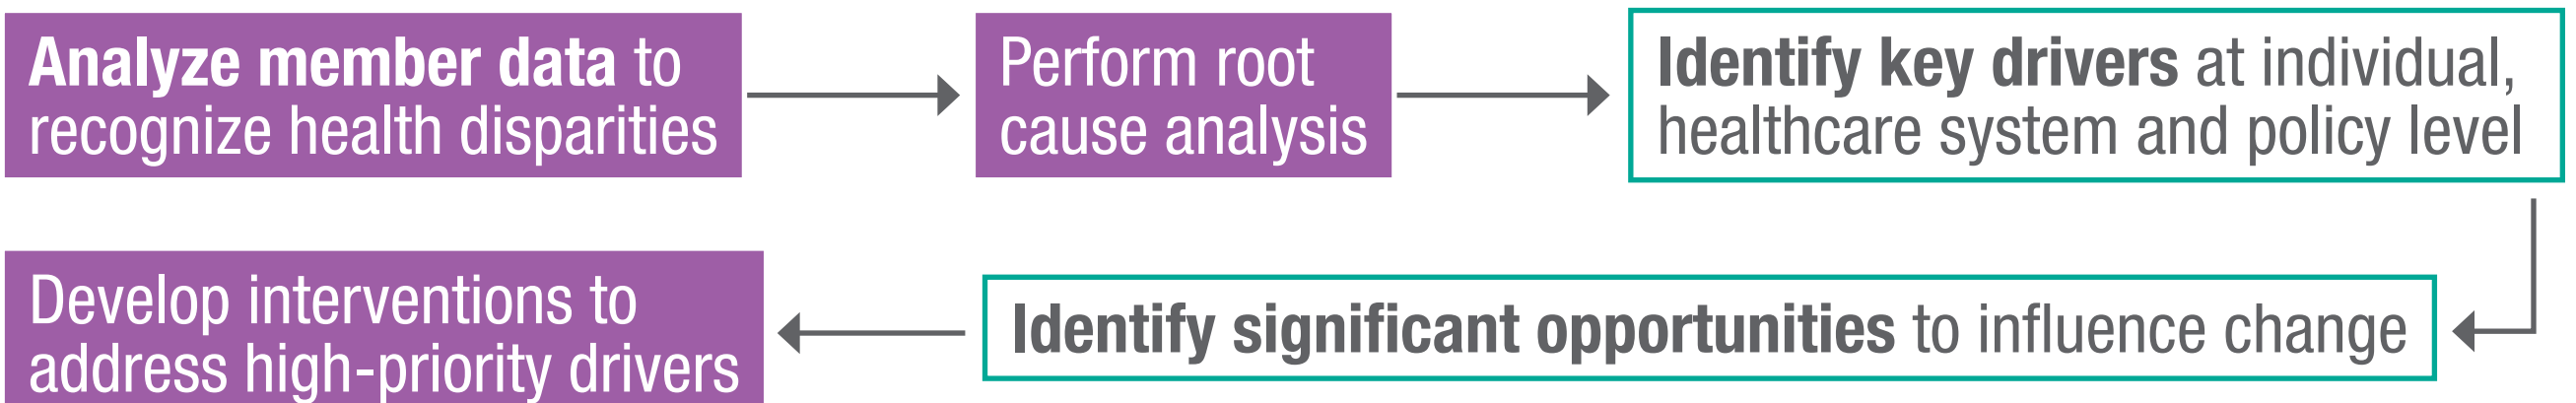 Analyze member data to
recognize health disparities
Perform root
cause analysis
Identify key drivers at individual,
healthcare system and policy level
Identify significant opportunities to influence change
Develop interventions to
address high-priority drivers